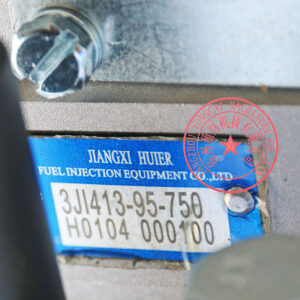 JIANGXI HUIER
FUEL INJECTION EQUIPMENT CO.,LTD.
3JI413-95-750
H0104 000100